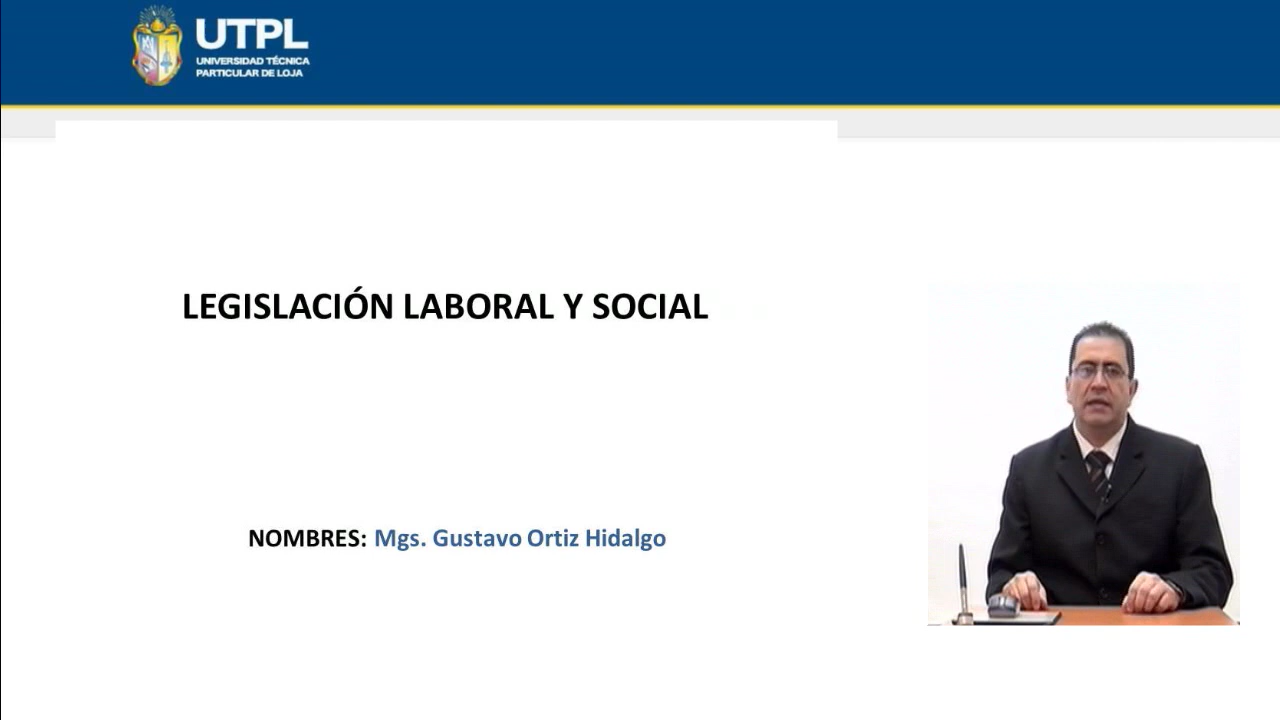 UTPL
UNIVERSIDAD TÉCNICA
PARTICULAR DE LOJA
LEGISLACIÓN LABORAL Y SOCIAL
NOMBRES: Mgs. Gustavo Ortiz Hidalgo